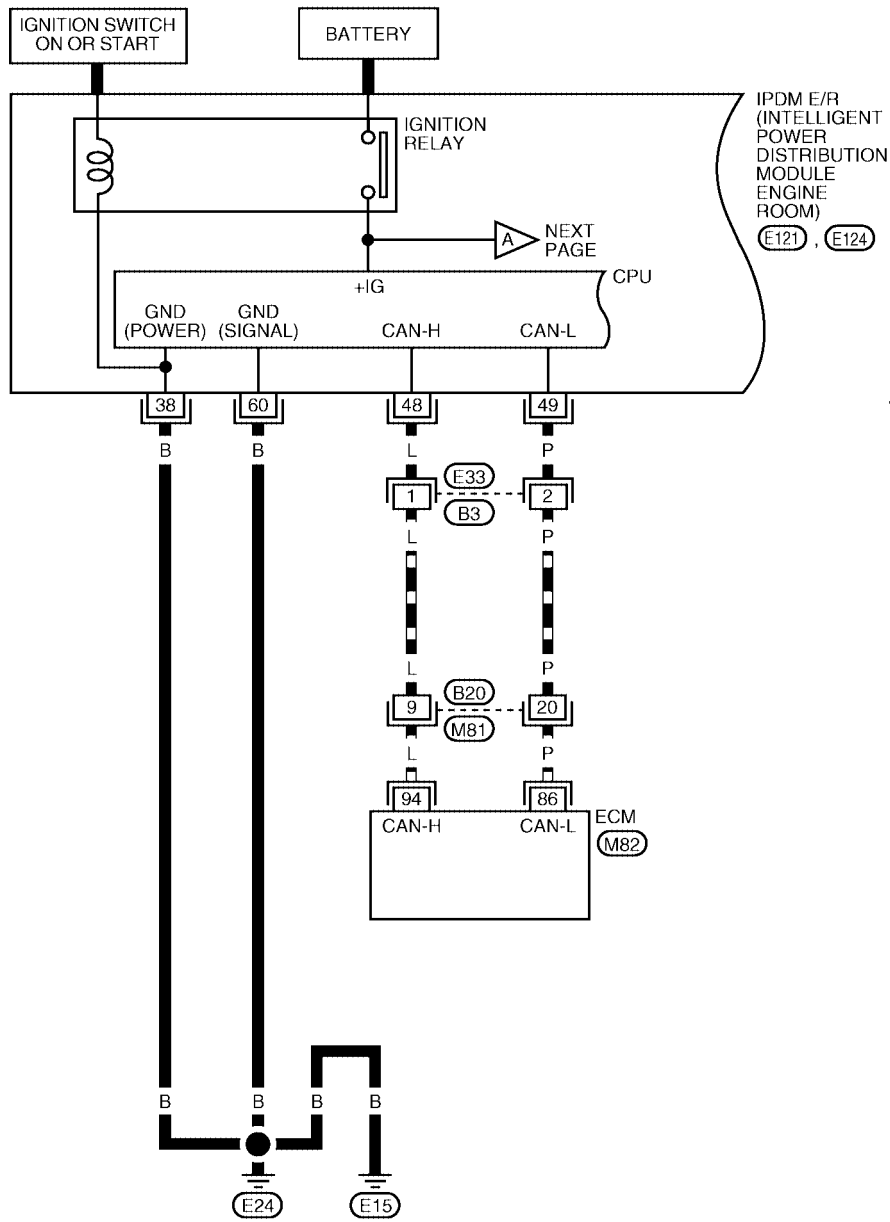 IGNITION SWITCH
ON OR START
BATTERY
IGNITION
RELAY
IPDM E/R
(INTELLIGENT
POWER
DISTRIBUTION
MODULE
ENGINE
ROOM)
E121 , E124
A NEXT
PAGE
CPU
+IG
GND
(POWER)
GND
(SIGNAL)
CAN-H
CAN-L
38 60 48 49
B B L P
E33
1 2
B3
L P
L P
B20
9 20
M81
L P
94 86
CAN-H CAN-L
ECM
M82
B B B B
E24 E15